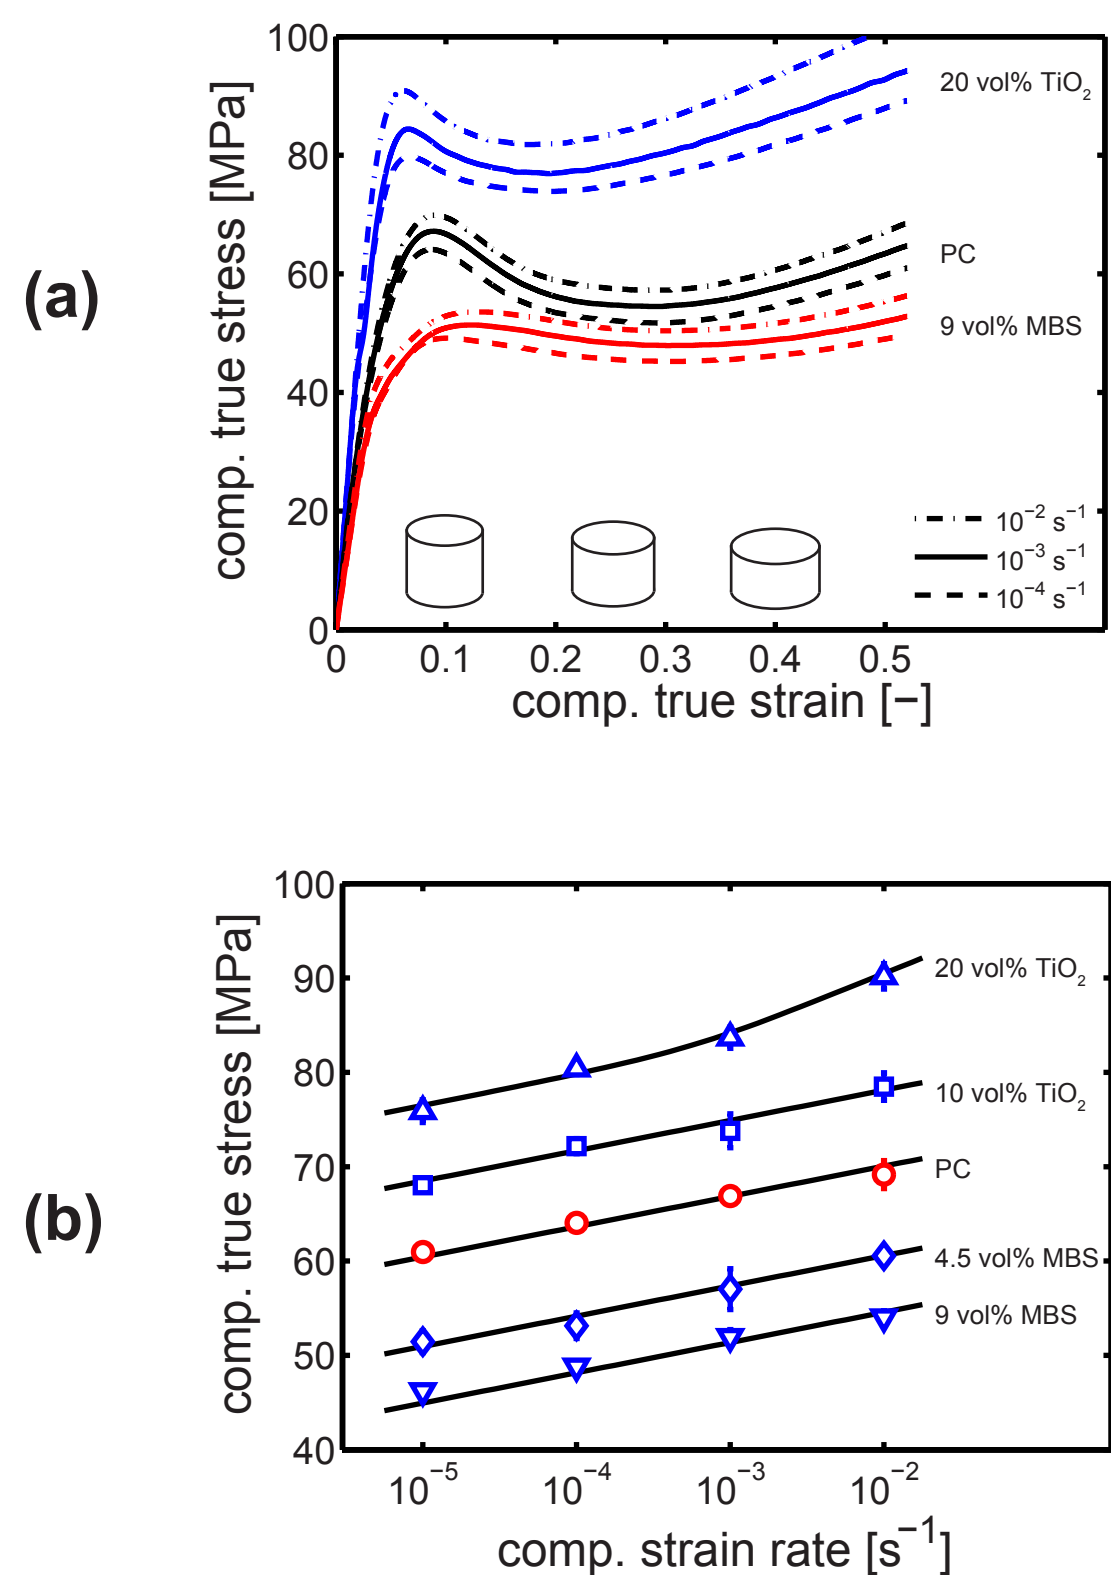 (a)
comp. true stress [MPa]
100
80
60
40
20
0
0 0.1 0.2 0.3 0.4 0.5
comp. true strain [−]
20 vol% TiO₂
PC
9 vol% MBS
10⁻² s⁻¹
10⁻³ s⁻¹
10⁻⁴ s⁻¹
(b)
comp. true stress [MPa]
100
90
80
70
60
50
40
10⁻⁵ 10⁻⁴ 10⁻³ 10⁻²
comp. strain rate [s⁻¹]
20 vol% TiO₂
10 vol% TiO₂
PC
4.5 vol% MBS
9 vol% MBS